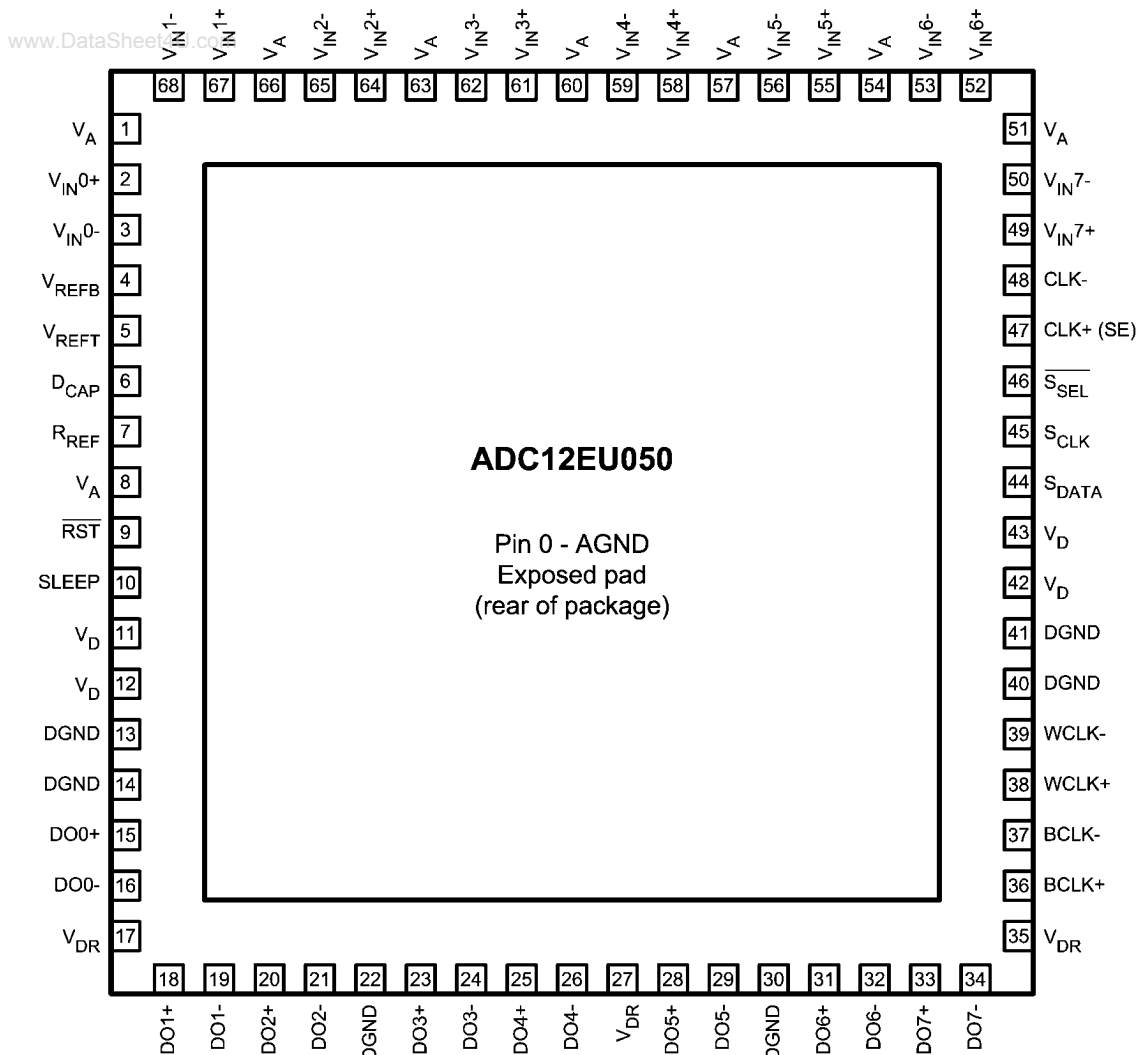 www.DataSheet4U.com
VIN1-
VIN1+
VA
VIN2-
VIN2+
VA
VIN3-
VIN3+
VA
VIN4-
VIN4+
VA
VIN5-
VIN5+
VA
VIN6-
VIN6+
68 67 66 65 64 63 62 61 60 59 58 57 56 55 54 53 52
VA 1
VIN0+ 2
VIN0- 3
VREFB 4
VREFT 5
DCAP 6
RREF 7
VA 8
RST 9
SLEEP 10
VD 11
VD 12
DGND 13
DGND 14
DO0+ 15
DO0- 16
VDR 17
ADC12EU050
Pin 0 - AGND
Exposed pad
(rear of package)
51 VA
50 VIN7-
49 VIN7+
48 CLK-
47 CLK+ (SE)
46 SSEL
45 SCLK
44 SDATA
43 VD
42 VD
41 DGND
40 DGND
39 WCLK-
38 WCLK+
37 BCLK-
36 BCLK+
35 VDR
18 19 20 21 22 23 24 25 26 27 28 29 30 31 32 33 34
DO1+
DO1-
DO2+
DO2-
DGND
DO3+
DO3-
DO4+
DO4-
VDR
DO5+
DO5-
DGND
DO6+
DO6-
DO7+
DO7-